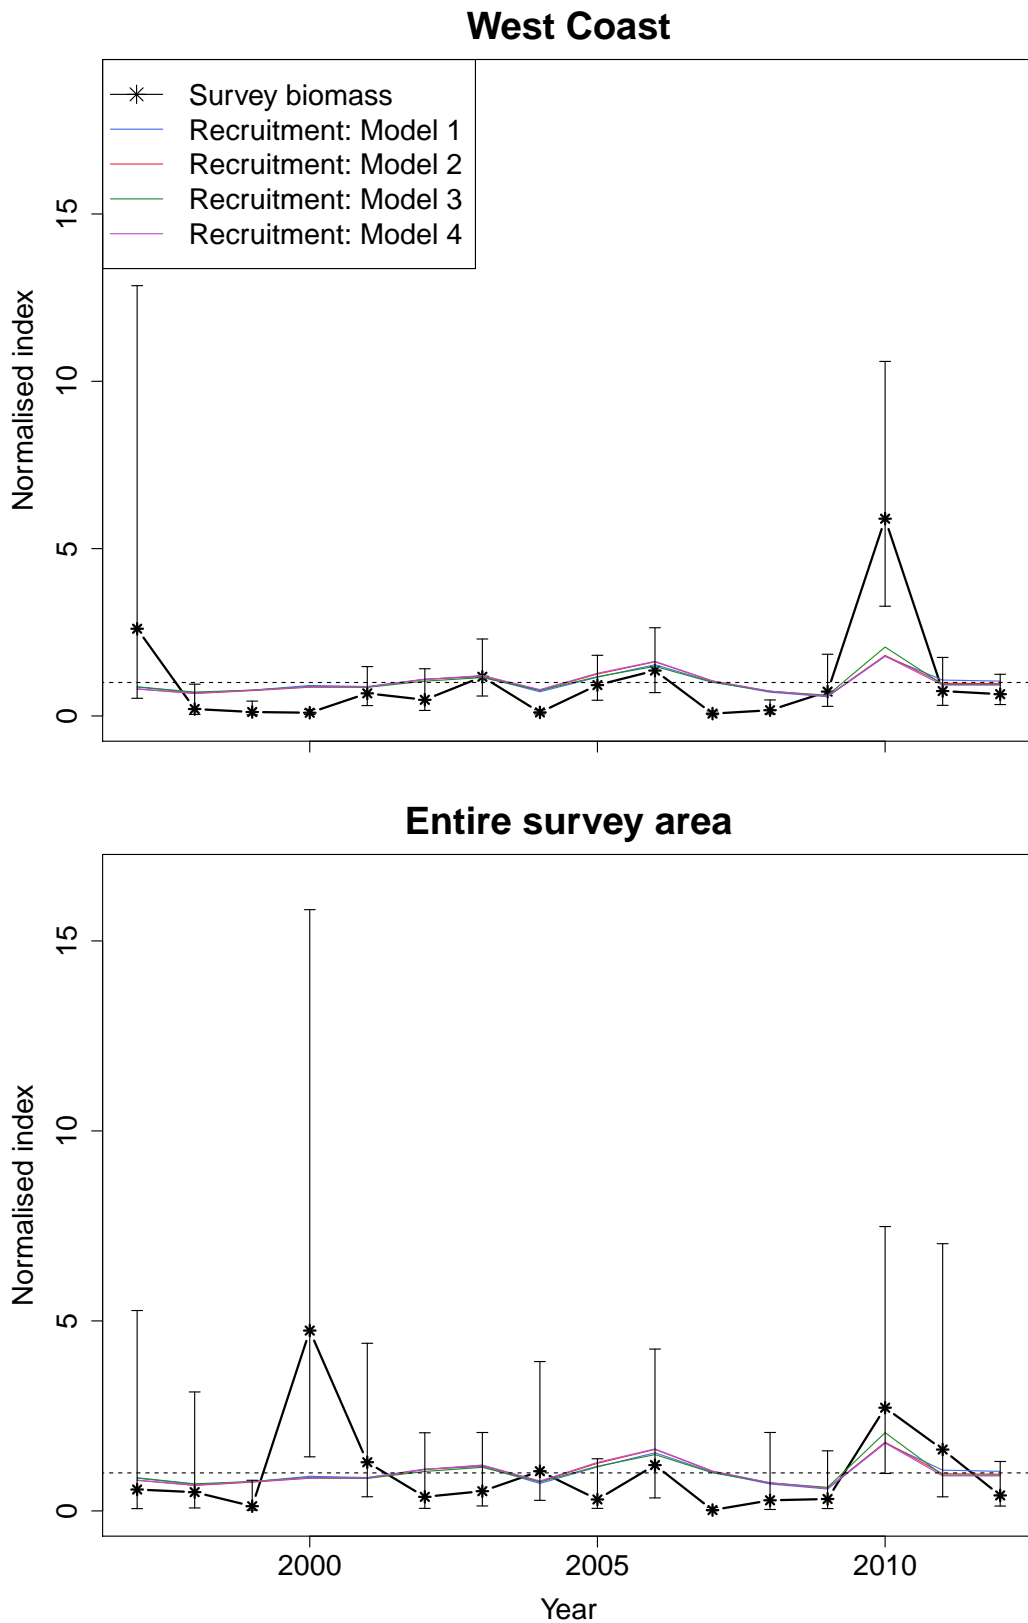 West Coast
Survey biomass
Recruitment: Model 1
Recruitment: Model 2
Recruitment: Model 3
Recruitment: Model 4
Normalised index
15
10
5
0
Entire survey area
Normalised index
15
10
5
0
2000
2005
2010
Year